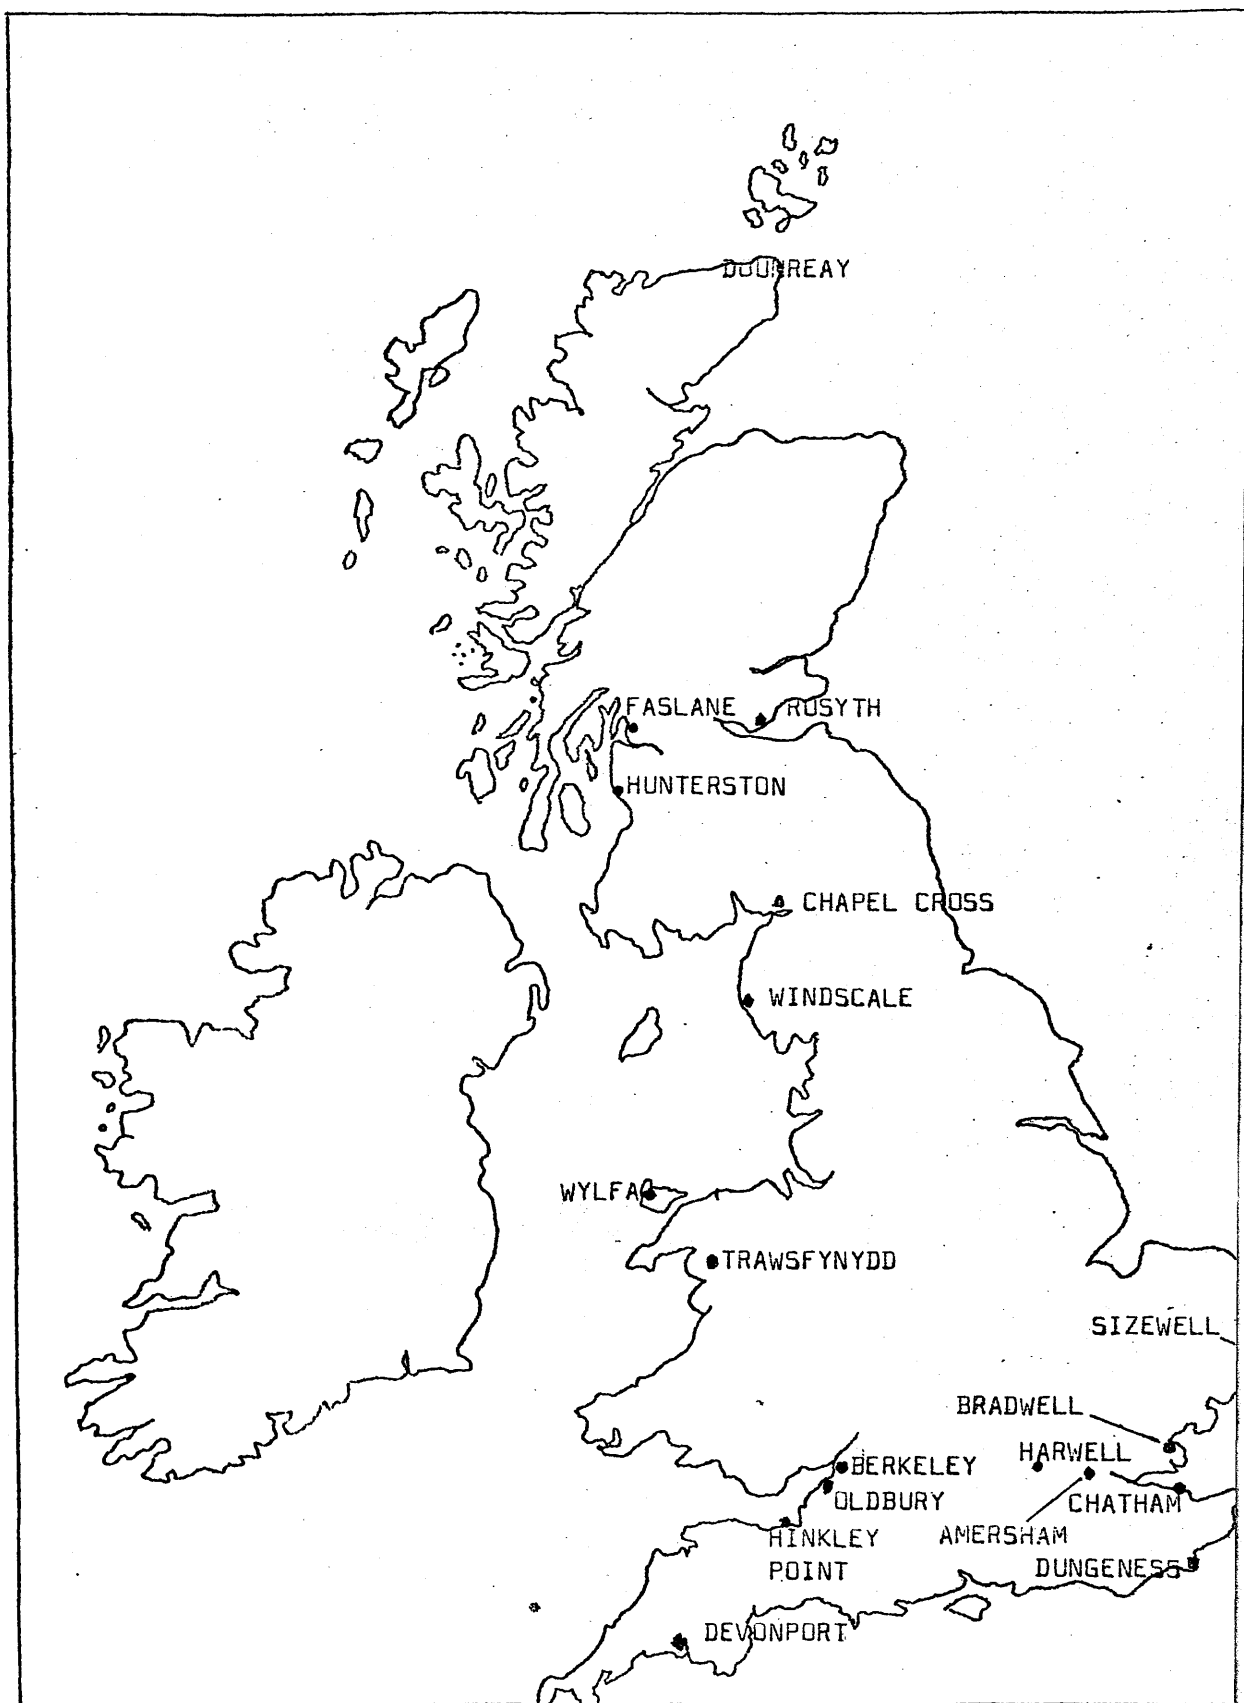 DOUNREAY
FASLANE
ROSYTH
HUNTERSTON
CHAPEL CROSS
WINDSCALE
WYLFA
TRAWSFYNYDD
SIZEWELL
BRADWELL
HARWELL
BERKELEY
OLDBURY
CHATHAM
HINKLEY
POINT
AMERSHAM
DUNGENESS
DEVONPORT